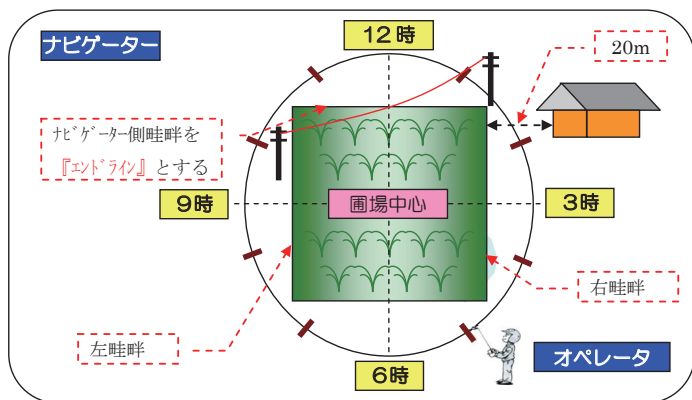 ナビゲーター
12時
20m
ﾅﾋﾞｹﾞｰﾀｰ側畦畔を
『ｴﾝﾄﾞﾗｲﾝ』とする
9時
圃場中心
3時
右畦畔
左畦畔
オペレータ
6時